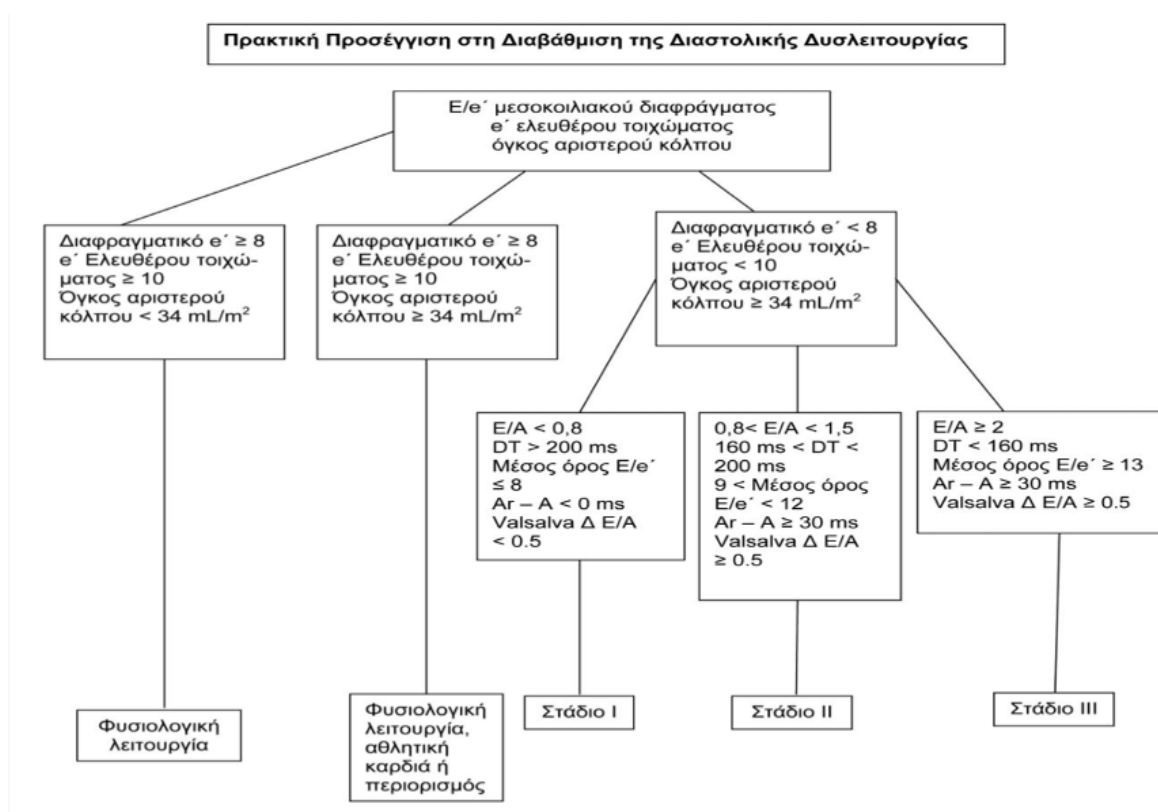 Πρακτική Προσέγγιση στη Διαβάθμιση της Διαστολικής Δυσλειτουργίας
E/e΄ μεσοκοιλιακού διαφράγματος
e΄ ελευθέρου τοιχώματος
όγκος αριστερού κόλπου
Διαφραγματικό e΄ ≥ 8
e΄ Ελευθέρου τοιχώ-
ματος ≥ 10
Όγκος αριστερού
κόλπου < 34 mL/m²
Διαφραγματικό e΄ ≥ 8
e΄ Ελευθέρου τοιχώ-
ματος ≥ 10
Όγκος αριστερού
κόλπου ≥ 34 mL/m²
Διαφραγματικό e΄ < 8
e΄ Ελευθέρου τοιχώ-
ματος < 10
Όγκος αριστερού
κόλπου ≥ 34 mL/m²
E/A < 0,8
DT > 200 ms
Μέσος όρος E/e΄
≤ 8
Ar – A < 0 ms
Valsalva Δ E/A
< 0.5
0,8< E/A < 1,5
160 ms < DT <
200 ms
9 < Μέσος όρος
E/e΄ < 12
Ar – A ≥ 30 ms
Valsalva Δ E/A
≥ 0.5
E/A ≥ 2
DT < 160 ms
Μέσος όρος E/e΄ ≥ 13
Ar – A ≥ 30 ms
Valsalva Δ E/A ≥ 0.5
Φυσιολογική
λειτουργία
Φυσιολογική
λειτουργία,
αθλητική
καρδιά ή
περιορισμός
Στάδιο I
Στάδιο II
Στάδιο III